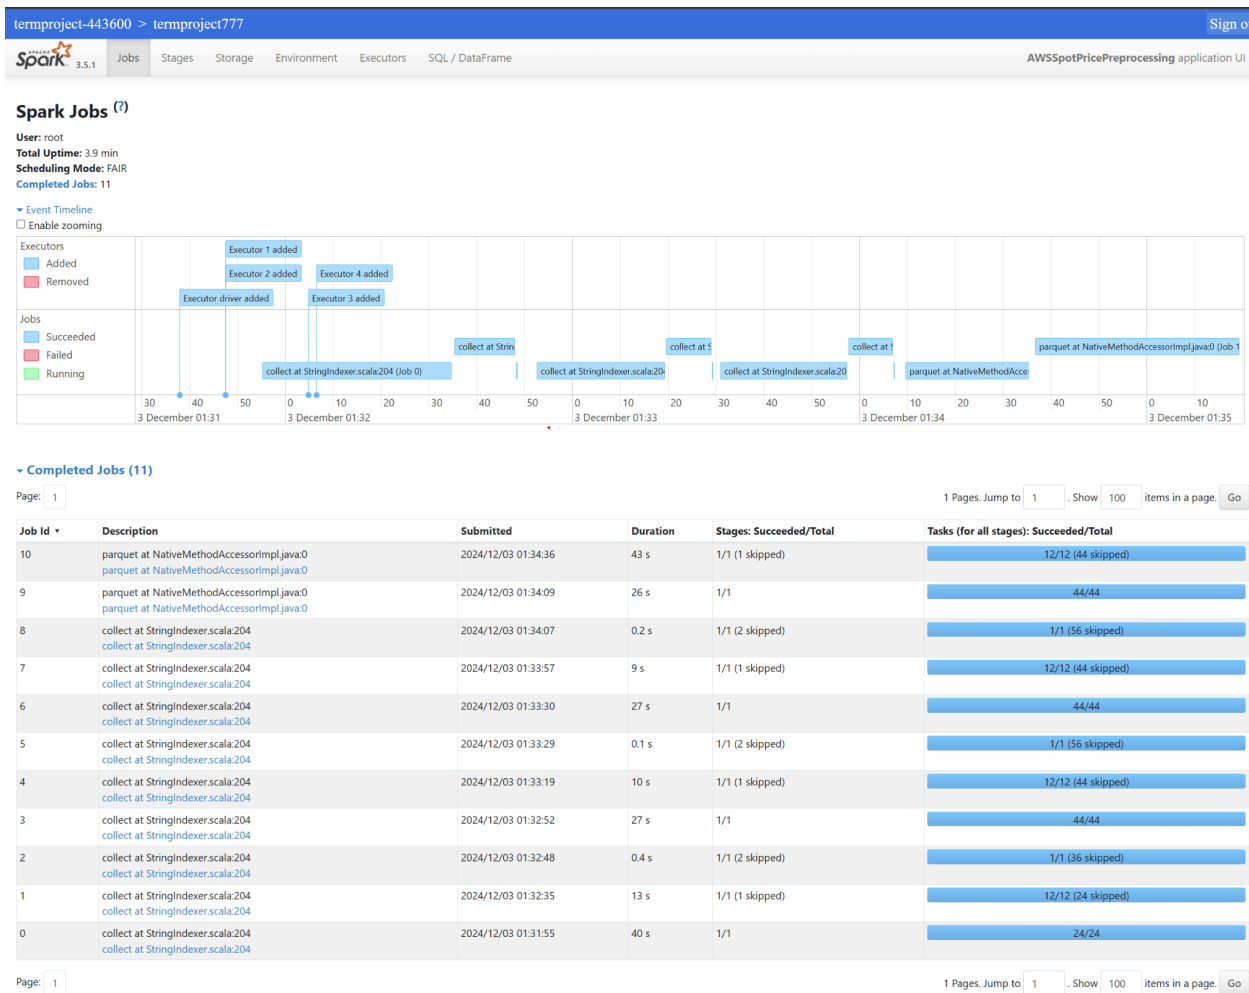 termproject-443600 > termproject777
Sign o
APACHE Spark 3.5.1 Jobs Stages Storage Environment Executors SQL / DataFrame AWSSpotPricePreprocessing application UI
Spark Jobs (?)
User: root
Total Uptime: 3.9 min
Scheduling Mode: FAIR
Completed Jobs: 11
Event Timeline
Enable zooming
Executors
Added
Removed
Executor 1 added
Executor 2 added Executor 4 added
Executor driver added Executor 3 added
Jobs
Succeeded
Failed
Running
collect at Strin collect at S collect at S parquet at NativeMethodAccessorImpl.java:0 (Job 1
collect at StringIndexer.scala:204 (Job 0) collect at StringIndexer.scala:204 collect at StringIndexer.scala:20 parquet at NativeMethodAcce
30 40 50 0 10 20 30 40 50 0 10 20 30 40 50 0 10 20 30 40 50 0 10
3 December 01:31 3 December 01:32 3 December 01:33 3 December 01:34 3 December 01:35
Completed Jobs (11)
Page: 1 1 Pages. Jump to 1 . Show 100 items in a page. Go
Job Id Description Submitted Duration Stages: Succeeded/Total Tasks (for all stages): Succeeded/Total
10 parquet at NativeMethodAccessorImpl.java:0 2024/12/03 01:34:36 43 s 1/1 (1 skipped) 12/12 (44 skipped)
parquet at NativeMethodAccessorImpl.java:0
9 parquet at NativeMethodAccessorImpl.java:0 2024/12/03 01:34:09 26 s 1/1 44/44
parquet at NativeMethodAccessorImpl.java:0
8 collect at StringIndexer.scala:204 2024/12/03 01:34:07 0.2 s 1/1 (2 skipped) 1/1 (56 skipped)
collect at StringIndexer.scala:204
7 collect at StringIndexer.scala:204 2024/12/03 01:33:57 9 s 1/1 (1 skipped) 12/12 (44 skipped)
collect at StringIndexer.scala:204
6 collect at StringIndexer.scala:204 2024/12/03 01:33:30 27 s 1/1 44/44
collect at StringIndexer.scala:204
5 collect at StringIndexer.scala:204 2024/12/03 01:33:29 0.1 s 1/1 (2 skipped) 1/1 (56 skipped)
collect at StringIndexer.scala:204
4 collect at StringIndexer.scala:204 2024/12/03 01:33:19 10 s 1/1 (1 skipped) 12/12 (44 skipped)
collect at StringIndexer.scala:204
3 collect at StringIndexer.scala:204 2024/12/03 01:32:52 27 s 1/1 44/44
collect at StringIndexer.scala:204
2 collect at StringIndexer.scala:204 2024/12/03 01:32:48 0.4 s 1/1 (2 skipped) 1/1 (36 skipped)
collect at StringIndexer.scala:204
1 collect at StringIndexer.scala:204 2024/12/03 01:32:35 13 s 1/1 (1 skipped) 12/12 (24 skipped)
collect at StringIndexer.scala:204
0 collect at StringIndexer.scala:204 2024/12/03 01:31:55 40 s 1/1 24/24
collect at StringIndexer.scala:204
Page: 1 1 Pages. Jump to 1 . Show 100 items in a page. Go